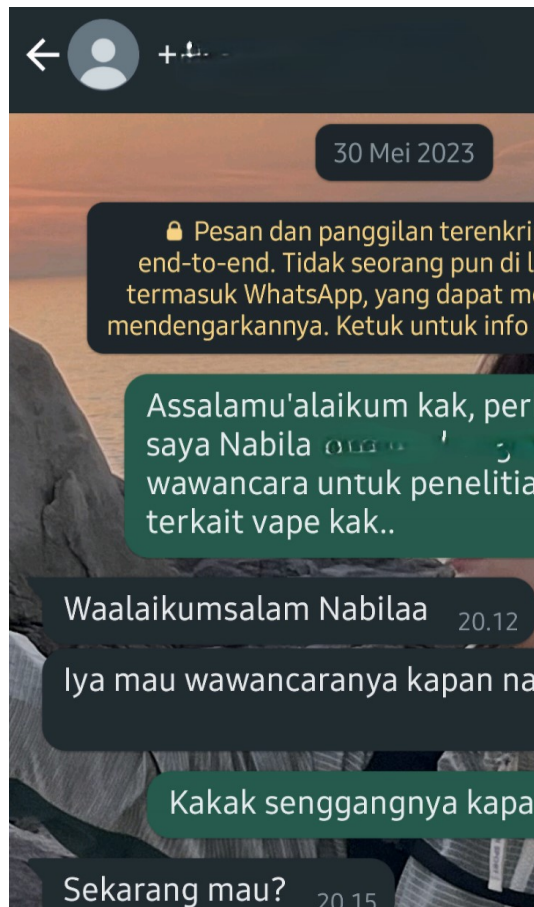 30 Mei 2023
Pesan dan panggilan terenkri
end-to-end. Tidak seorang pun di l
termasuk WhatsApp, yang dapat me
mendengarkannya. Ketuk untuk info
Assalamu'alaikum kak, per
saya Nabila
wawancara untuk penelitia
terkait vape kak..
Waalaikumsalam Nabilaa 20.12
Iya mau wawancaranya kapan na
Kakak senggangnya kapa
Sekarang mau? 20.15